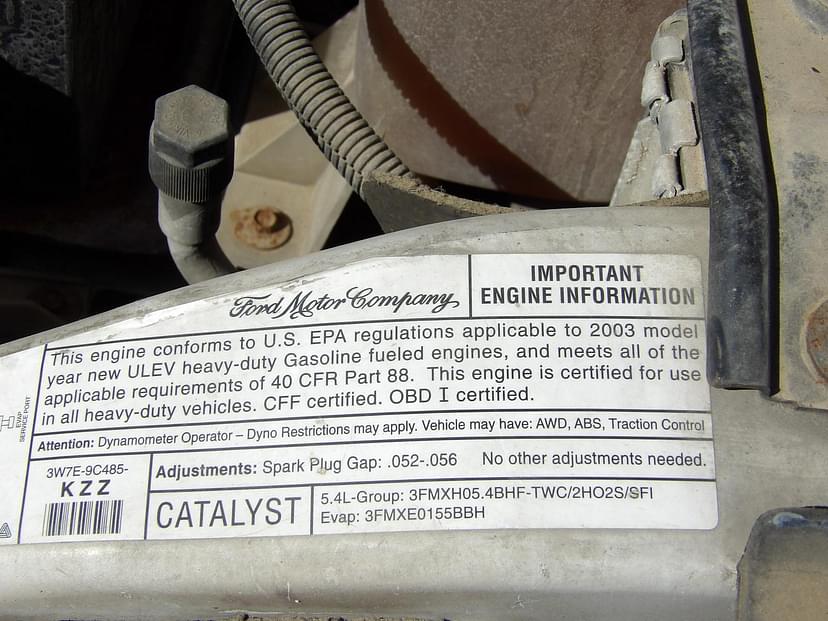 Ford Motor Company
IMPORTANT
ENGINE INFORMATION
This engine conforms to U.S. EPA regulations applicable to 2003 model
year new ULEV heavy-duty Gasoline fueled engines, and meets all of the
applicable requirements of 40 CFR Part 88. This engine is certified for use
in all heavy-duty vehicles. CFF certified. OBD I certified.
EVAP
SERVICE PORT
Attention: Dynamometer Operator – Dyno Restrictions may apply. Vehicle may have: AWD, ABS, Traction Control
3W7E-9C485-
KZZ
Adjustments: Spark Plug Gap: .052-.056 No other adjustments needed.
CATALYST
5.4L-Group: 3FMXH05.4BHF-TWC/2HO2S/SFI
Evap: 3FMXE0155BBH